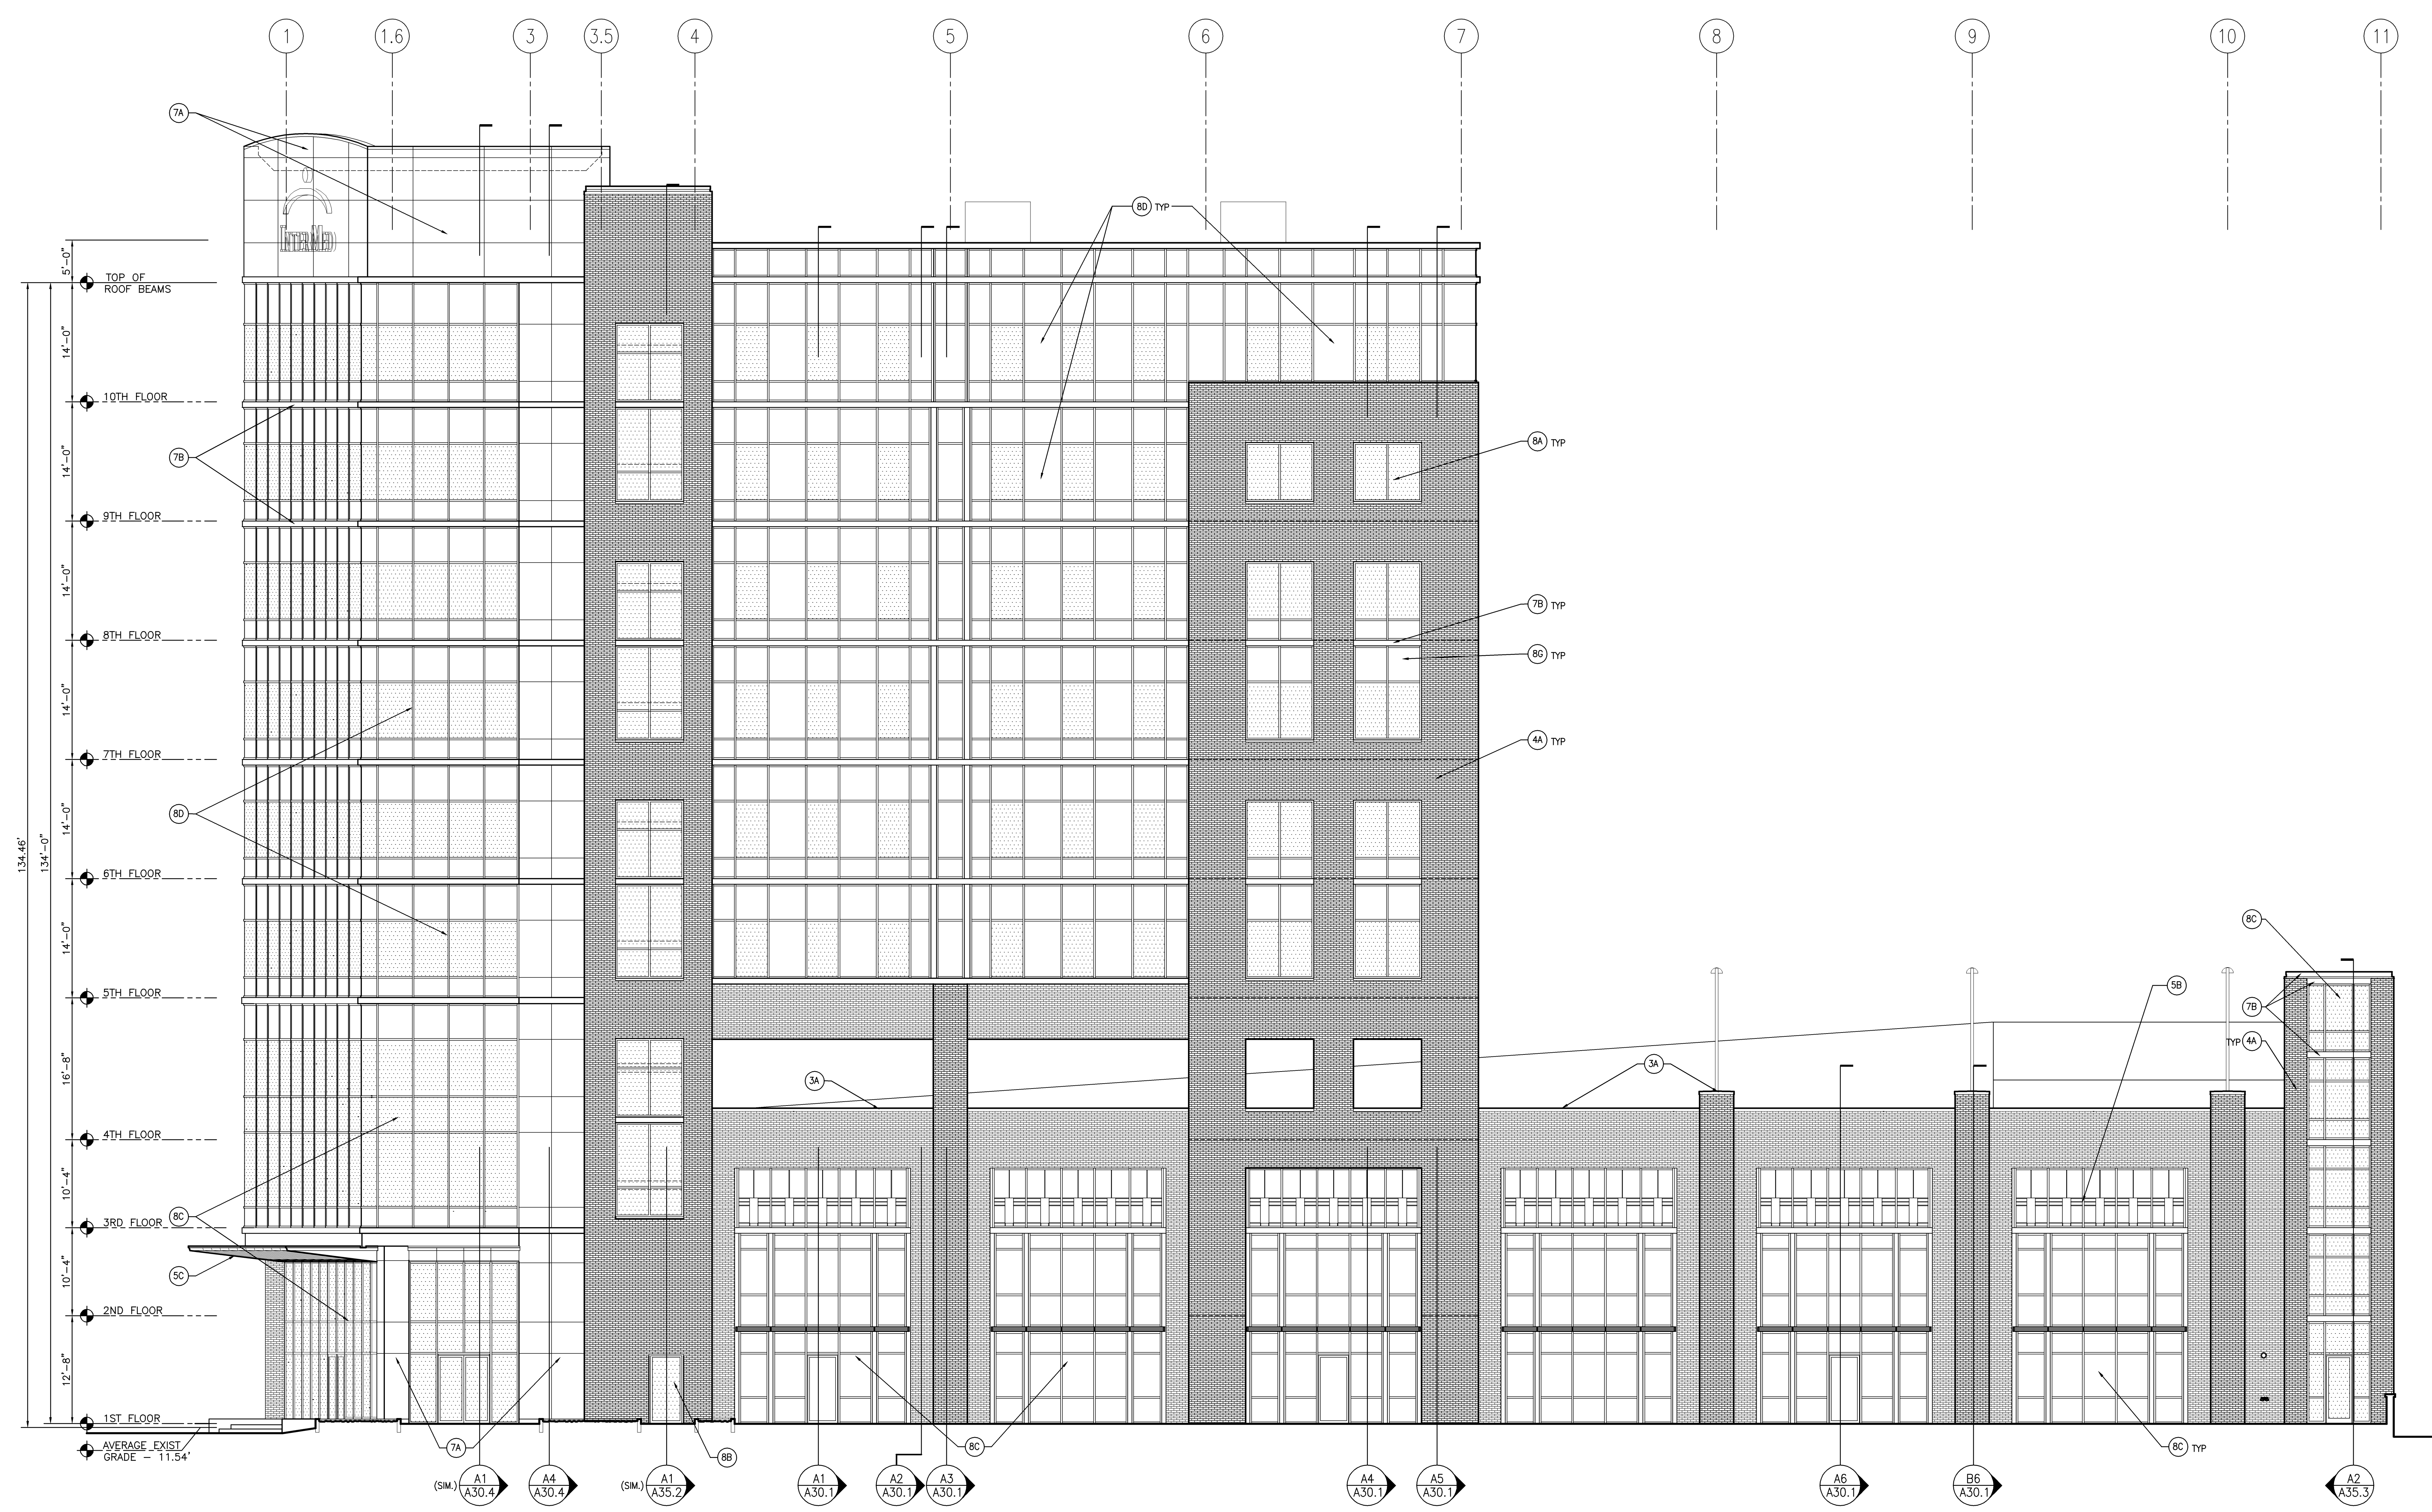 1 1.6 3 3.5 4 5 6 7 8 9 10 11
7A
8D TYP
INTERMED
5'-0"
TOP OF
ROOF BEAMS
14'-0"
10TH FLOOR
7B
8A TYP
14'-0"
9TH FLOOR
14'-0"
7B TYP
8TH FLOOR
8G TYP
14'-0"
4A TYP
7TH FLOOR
8D
14'-0"
134.46'
134'-0"
6TH FLOOR
14'-0"
8C
5TH FLOOR
5B
7B
TYP 4A
16'-8"
3A
3A
4TH FLOOR
10'-4"
8C
3RD FLOOR
5C
10'-4"
2ND FLOOR
12'-8"
1ST FLOOR
AVERAGE EXIST
GRADE - 11.54'
7A
8B
8C
8C TYP
(SIM.) A1
A30.4
A4
A30.4
(SIM.) A1
A35.2
A1
A30.1
A2
A30.1
A3
A30.1
A4
A30.1
A5
A30.1
A6
A30.1
B6
A30.1
A2
A35.3